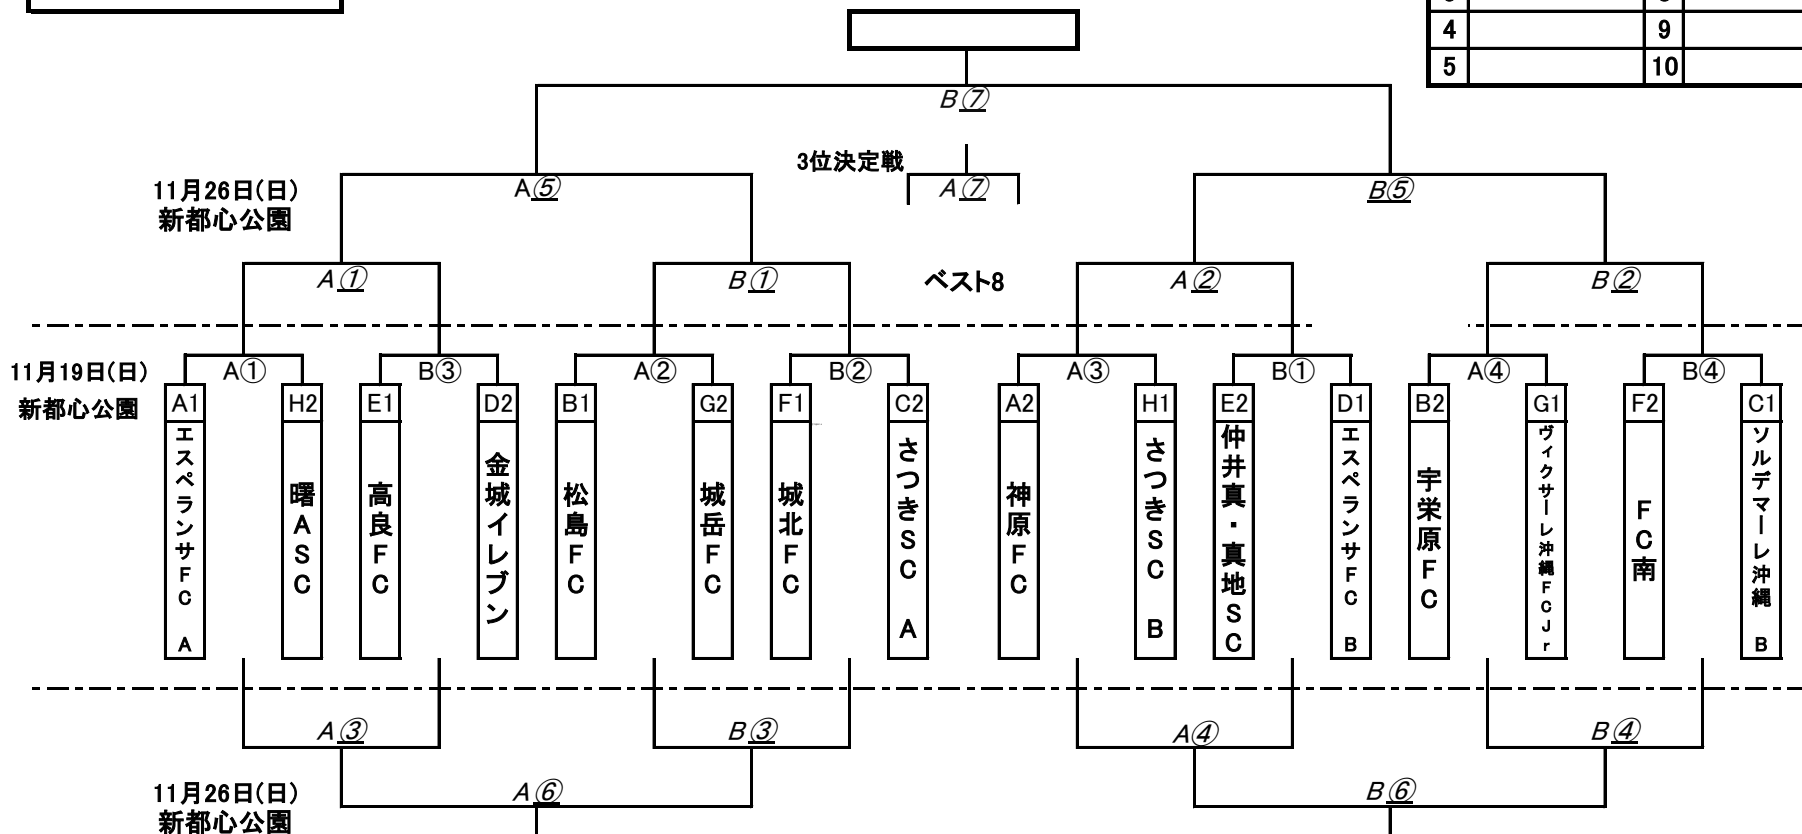 4 9
5 10
B⑦
3位決定戦
A⑦
11月26日(日)
新都心公園
A⑤
B⑤
A①
B①
ベスト8
A②
B②
11月19日(日)
新都心公園
A①
B③
A②
B②
A③
B①
A④
B④
A1
H2
E1
D2
B1
G2
F1
C2
A2
H1
E2
D1
B2
G1
F2
C1
エスペランサFC A
曙ASC
高良FC
金城イレブン
松島FC
城岳FC
城北FC
さつきSC A
神原FC
さつきSC B
仲井真・真地SC
エスペランサFC B
宇栄原FC
ヴィクサーレ沖縄FCJr
FC南
ソルデマーレ沖縄 B
A③
B③
A④
B④
11月26日(日)
新都心公園
A⑥
B⑥